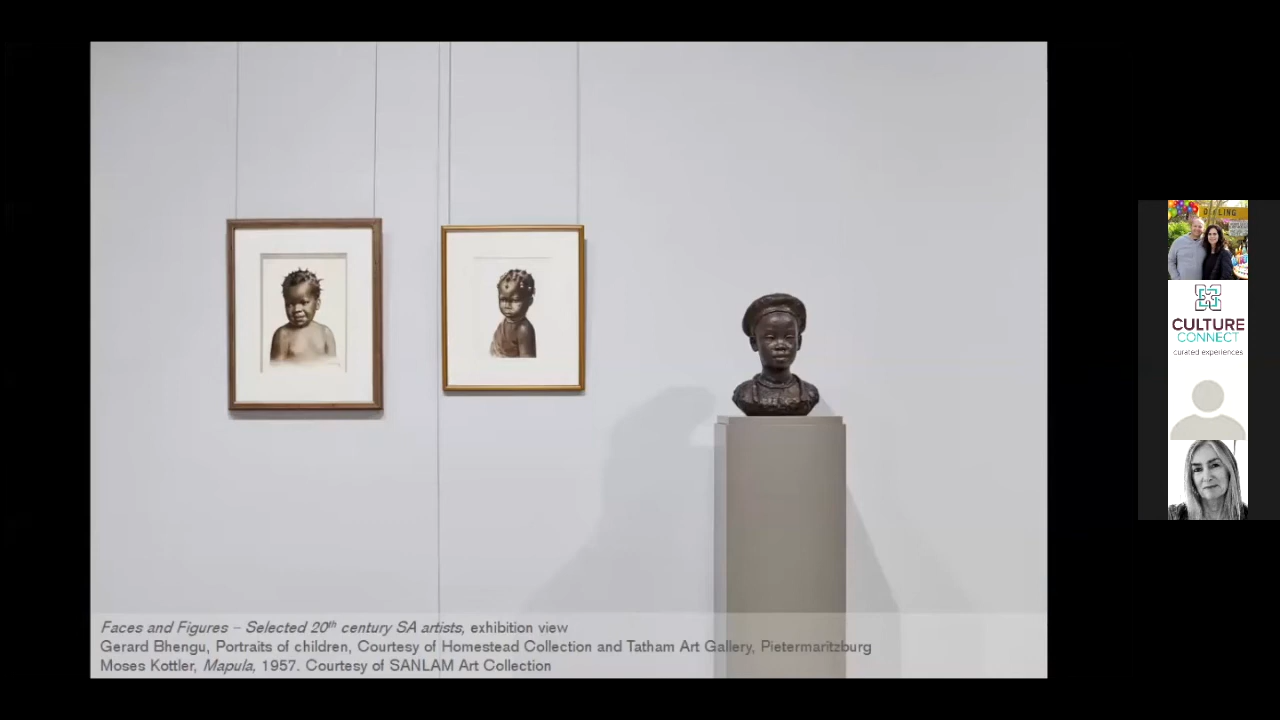 Faces and Figures – Selected 20th century SA artists, exhibition view
Gerard Bhengu, Portraits of children, Courtesy of Homestead Collection and Tatham Art Gallery, Pietermaritzburg
Moses Kottler, Mapula, 1957. Courtesy of SANLAM Art Collection
CULTURE
CONNECT
curated experiences